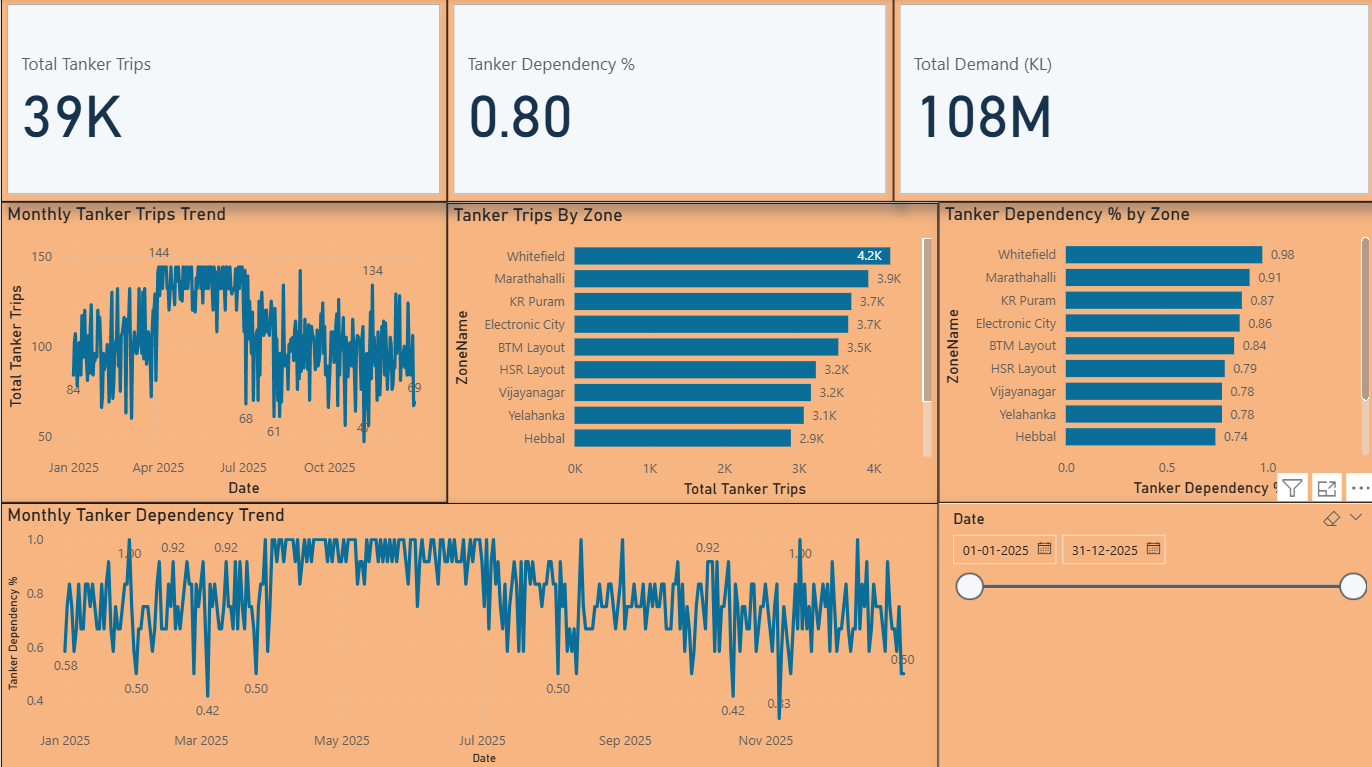 Total Tanker Trips
39K
Tanker Dependency %
0.80
Total Demand (KL)
108M
Monthly Tanker Trips Trend
Total Tanker Trips
150
100
50
144
134
84
68
61
69
Jan 2025 Apr 2025 Jul 2025 Oct 2025
Date
Tanker Trips By Zone
ZoneName
Whitefield 4.2K
Marathahalli 3.9K
KR Puram 3.7K
Electronic City 3.7K
BTM Layout 3.5K
HSR Layout 3.2K
Vijayanagar 3.2K
Yelahanka 3.1K
Hebbal 2.9K
0K 1K 2K 3K 4K
Total Tanker Trips
Tanker Dependency % by Zone
ZoneName
Whitefield 0.98
Marathahalli 0.91
KR Puram 0.87
Electronic City 0.86
BTM Layout 0.84
HSR Layout 0.79
Vijayanagar 0.78
Yelahanka 0.78
Hebbal 0.74
0.0 0.5 1.0
Tanker Dependency %
Monthly Tanker Dependency Trend
Tanker Dependency %
1.0
0.8
0.6
0.4
1.00 0.92 0.92 0.92 1.00
0.58
0.50
0.42
0.50
0.50
0.42
0.33
0.50
Jan 2025 Mar 2025 May 2025 Jul 2025 Sep 2025 Nov 2025
Date
Date
01-01-2025 31-12-2025